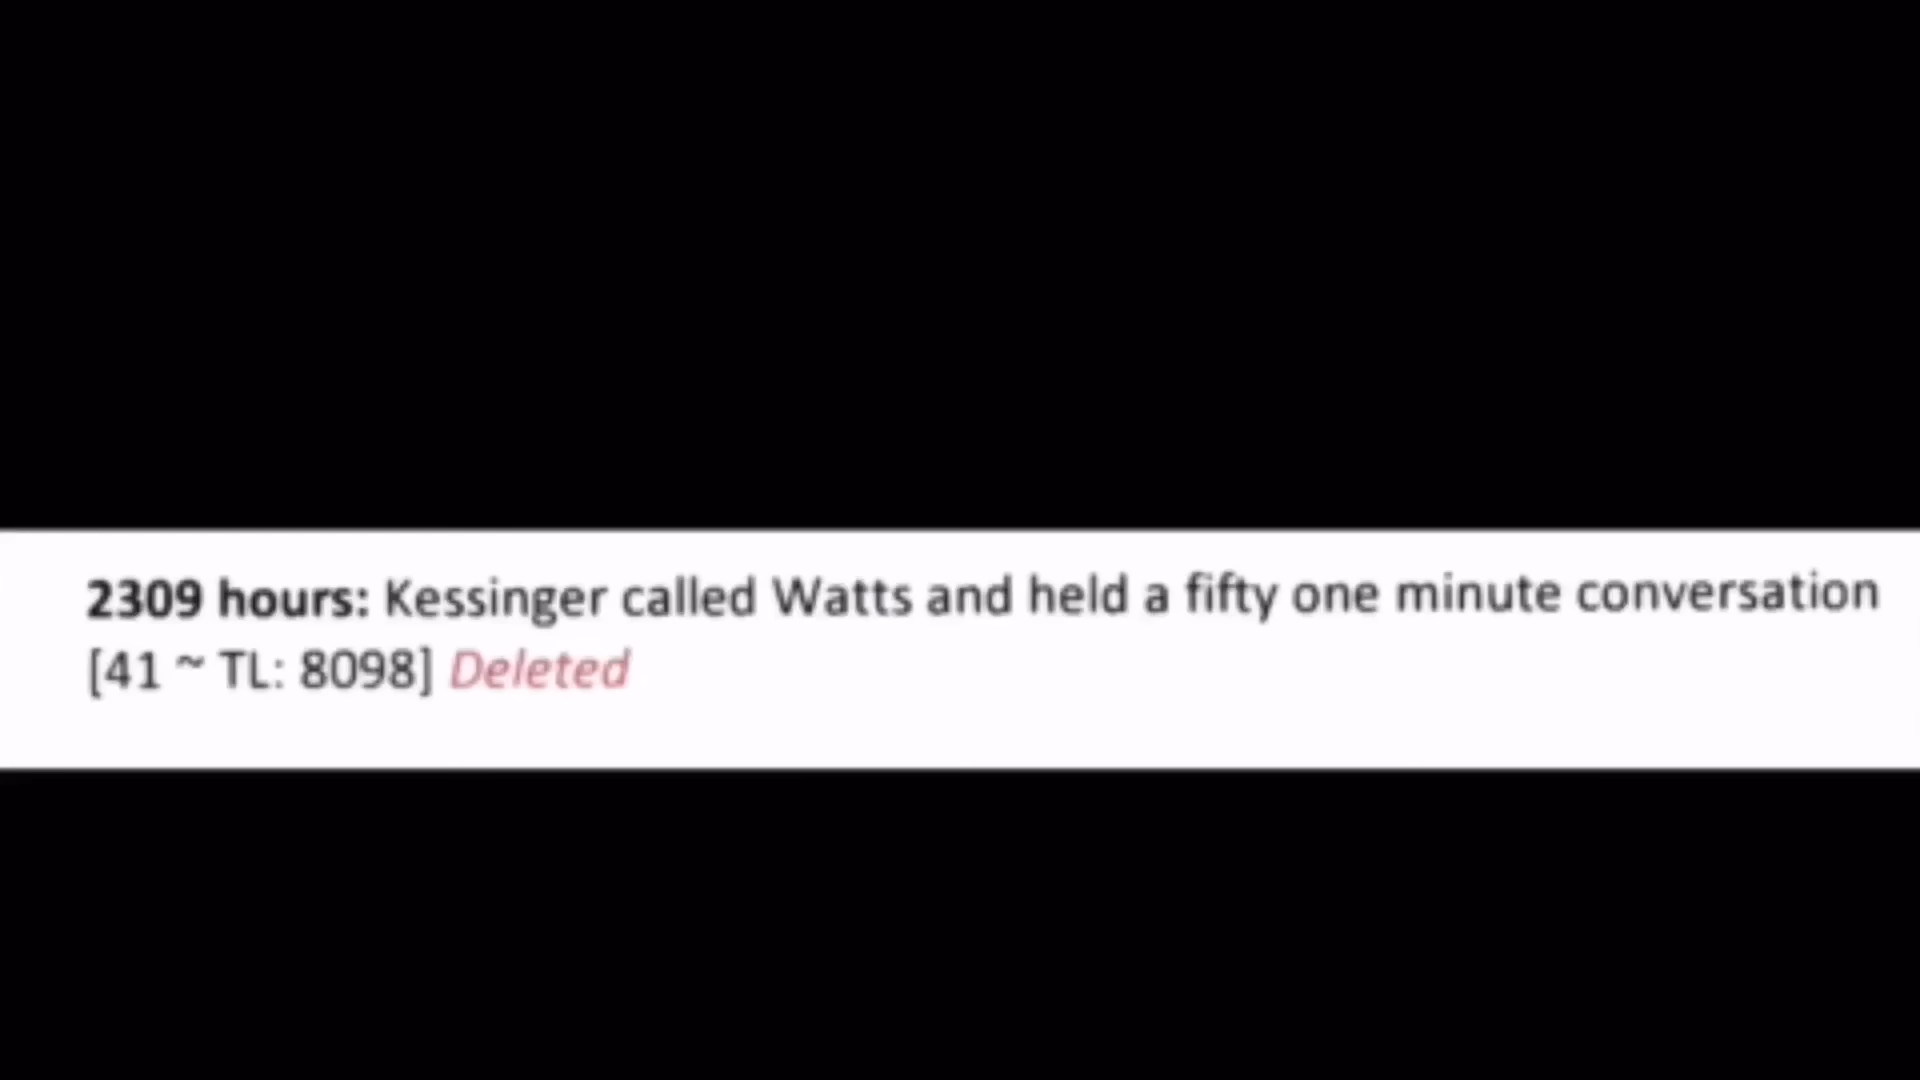 2309 hours: Kessinger called Watts and held a fifty one minute conversation
[41 ~ TL: 8098] Deleted